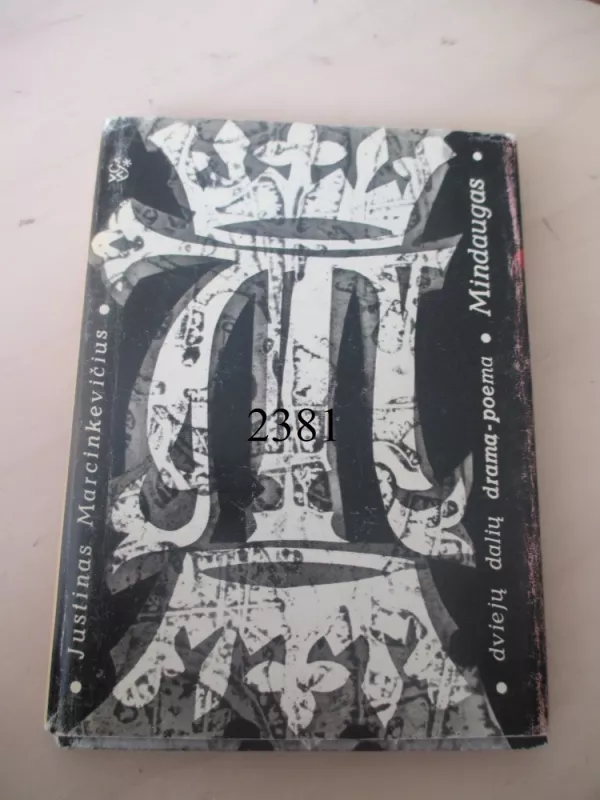 Justinas Marcinkevičius
dviejų dalių drama-poema • Mindaugas
2381